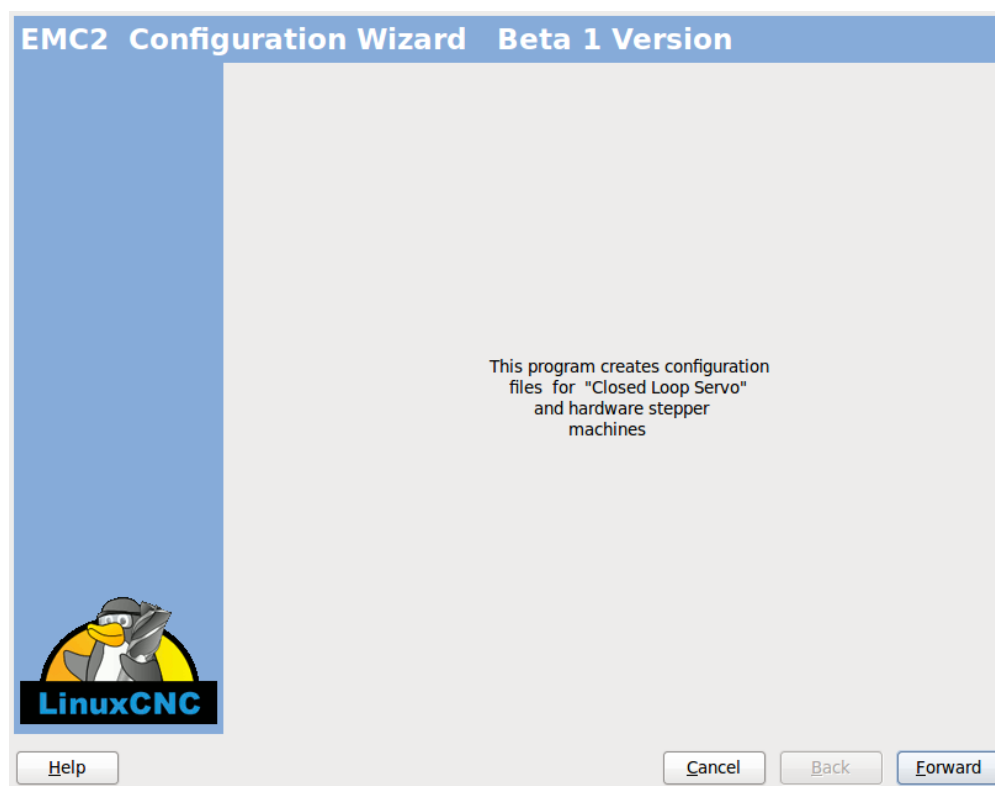 EMC2 Configuration Wizard Beta 1 Version
This program creates configuration
files for "Closed Loop Servo"
and hardware stepper
machines
LinuxCNC
Help
Cancel
Back
Forward